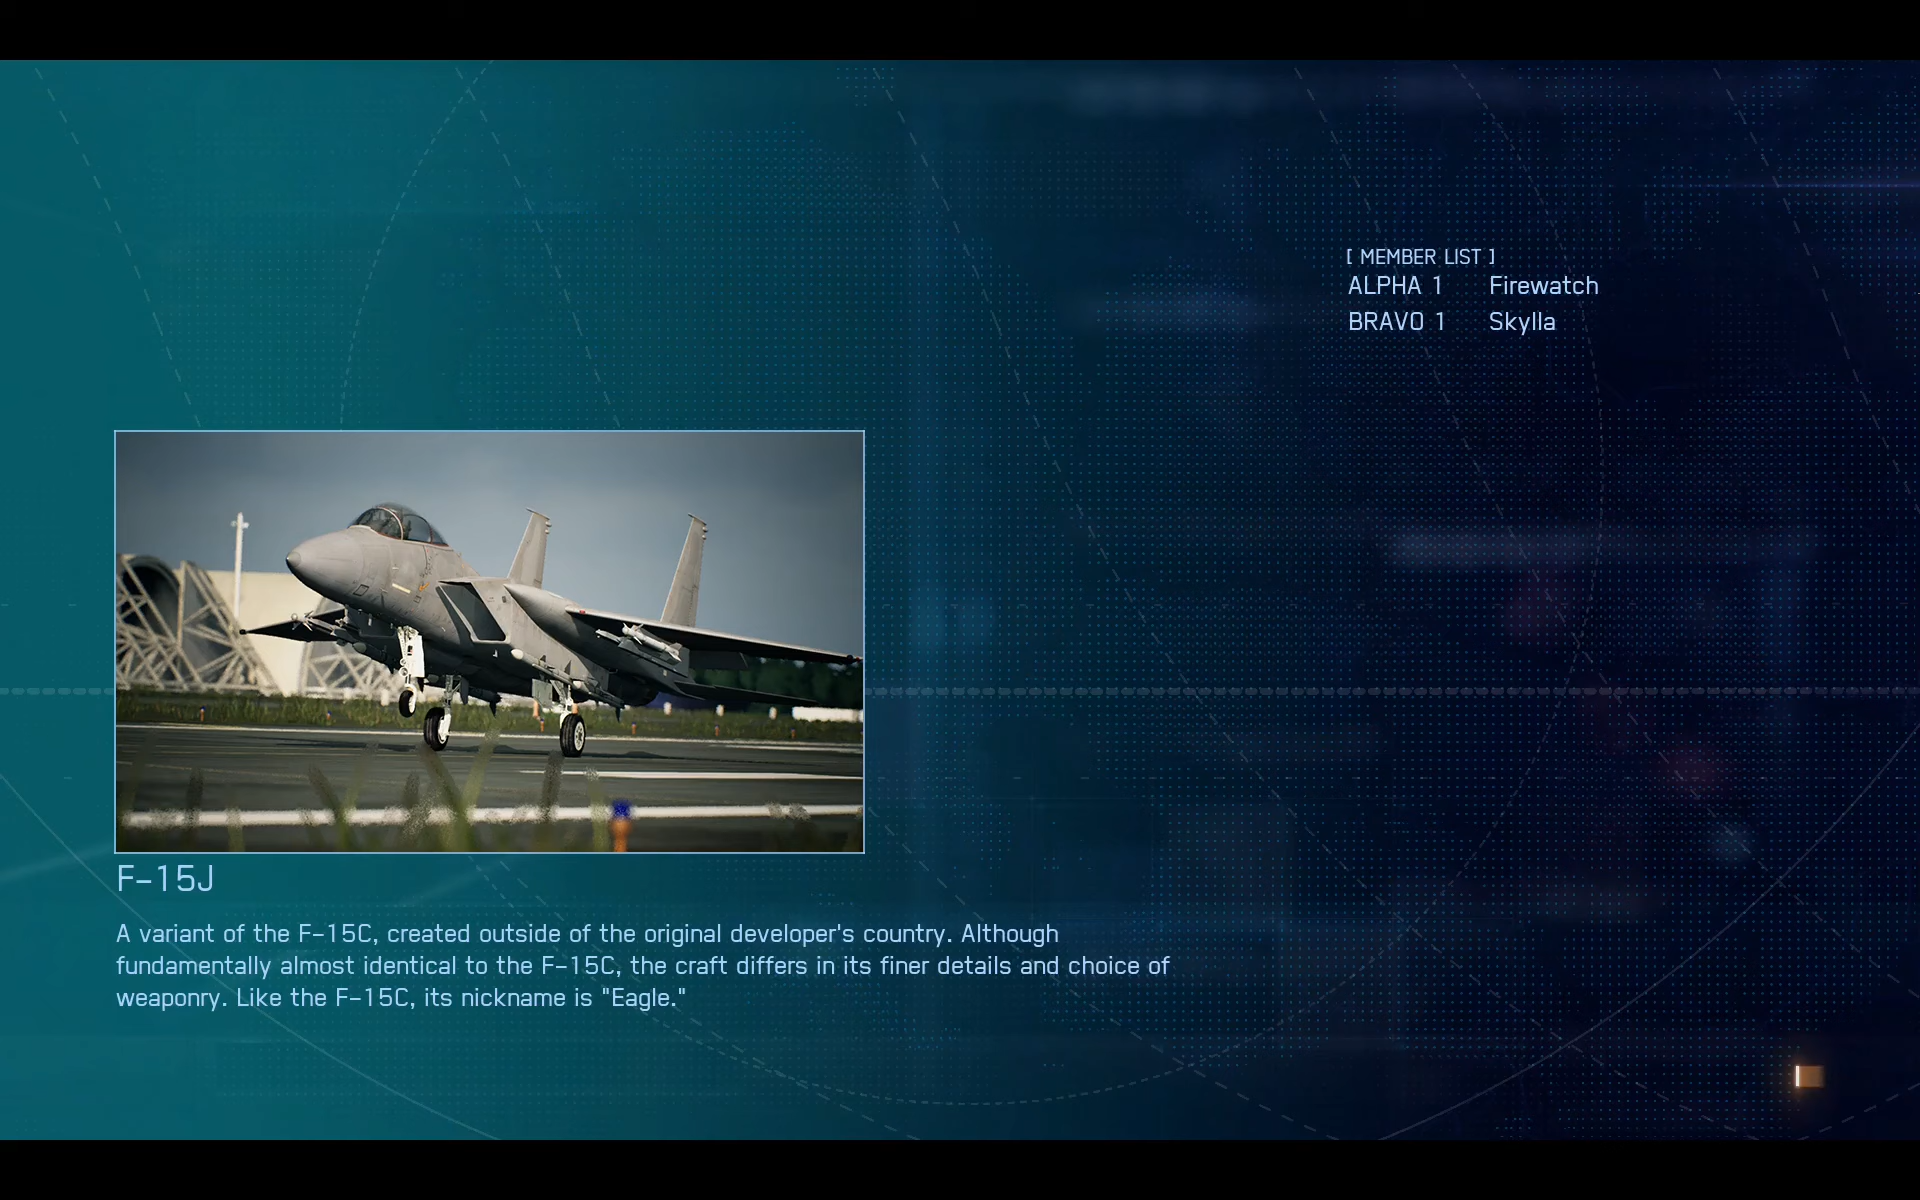 [ MEMBER LIST ]
ALPHA 1 Firewatch
BRAVO 1 Skylla
F-15J
A variant of the F-15C, created outside of the original developer's country. Although
fundamentally almost identical to the F-15C, the craft differs in its finer details and choice of
weaponry. Like the F-15C, its nickname is "Eagle."